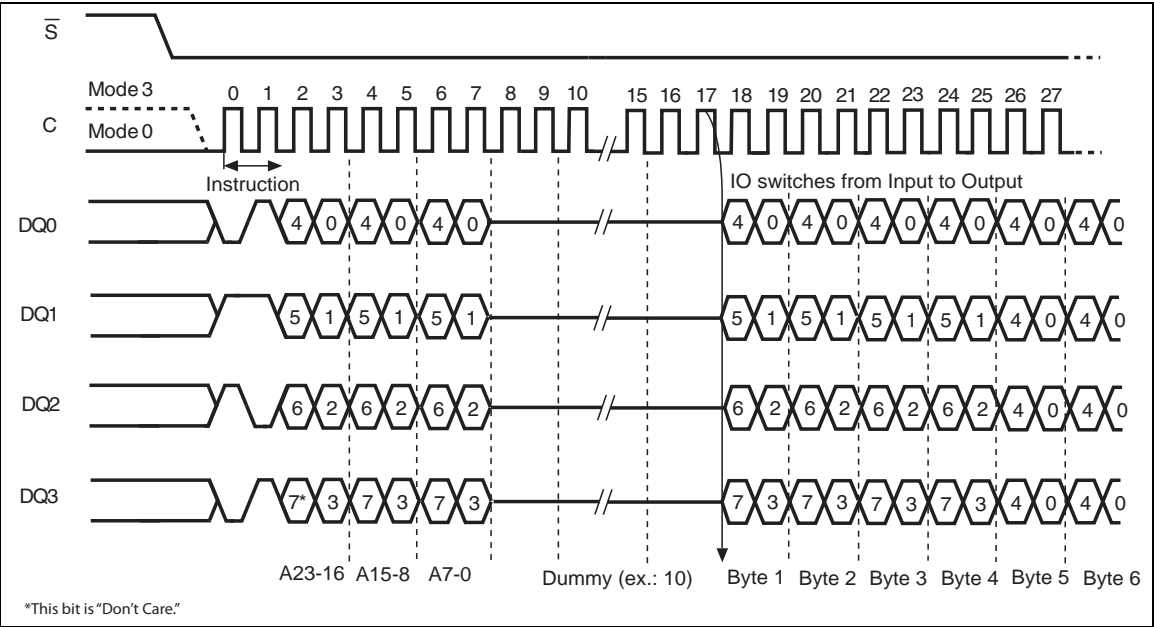 S
Mode 3
C
Mode 0
0 1 2 3 4 5 6 7 8 9 10 15 16 17 18 19 20 21 22 23 24 25 26 27
Instruction
IO switches from Input to Output
DQ0
4 0 4 0 4 0 4 0 4 0 4 0 4 0 4 0 4 0
DQ1
5 1 5 1 5 1 5 1 5 1 5 1 5 1 4 0 4 0
DQ2
6 2 6 2 6 2 6 2 6 2 6 2 6 2 4 0 4 0
DQ3
7* 3 7 3 7 3 7 3 7 3 7 3 7 3 4 0 4 0
A23-16 A15-8 A7-0 Dummy (ex.: 10) Byte 1 Byte 2 Byte 3 Byte 4 Byte 5 Byte 6
*This bit is “Don’t Care.”